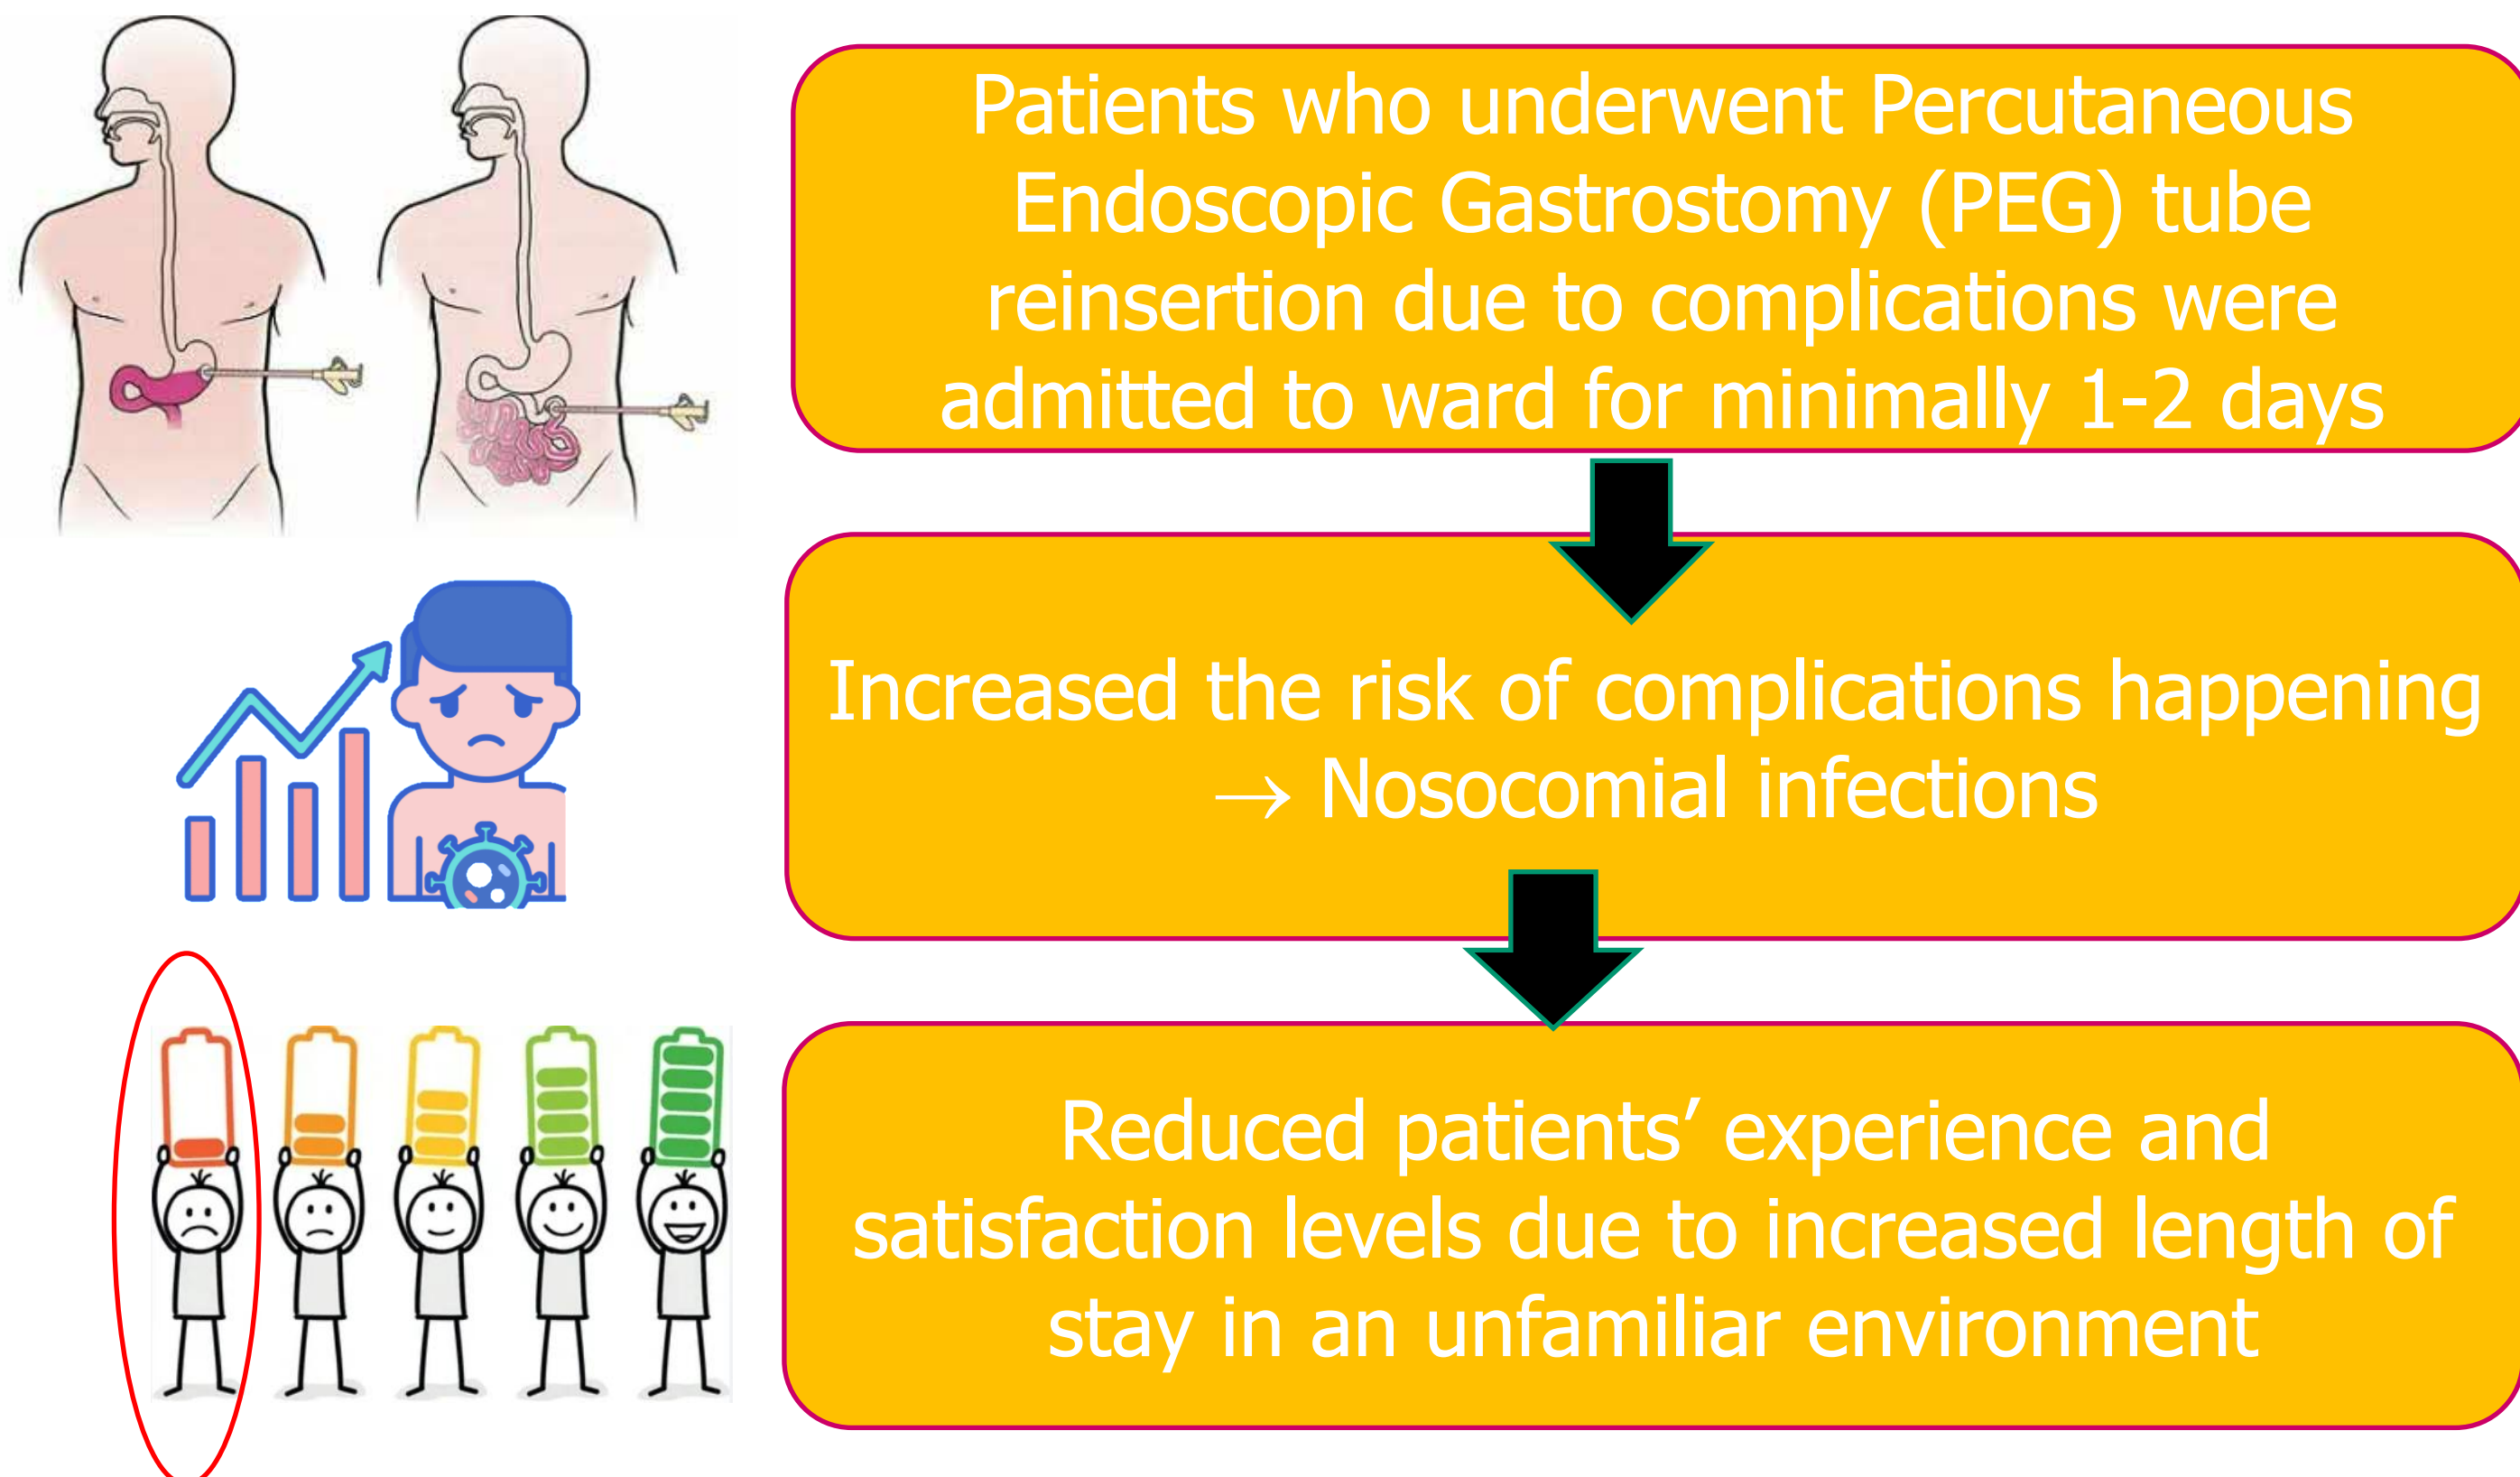 Patients who underwent Percutaneous
Endoscopic Gastrostomy (PEG) tube
reinsertion due to complications were
admitted to ward for minimally 1-2 days
Increased the risk of complications happening
→ Nosocomial infections
Reduced patients’ experience and
satisfaction levels due to increased length of
stay in an unfamiliar environment